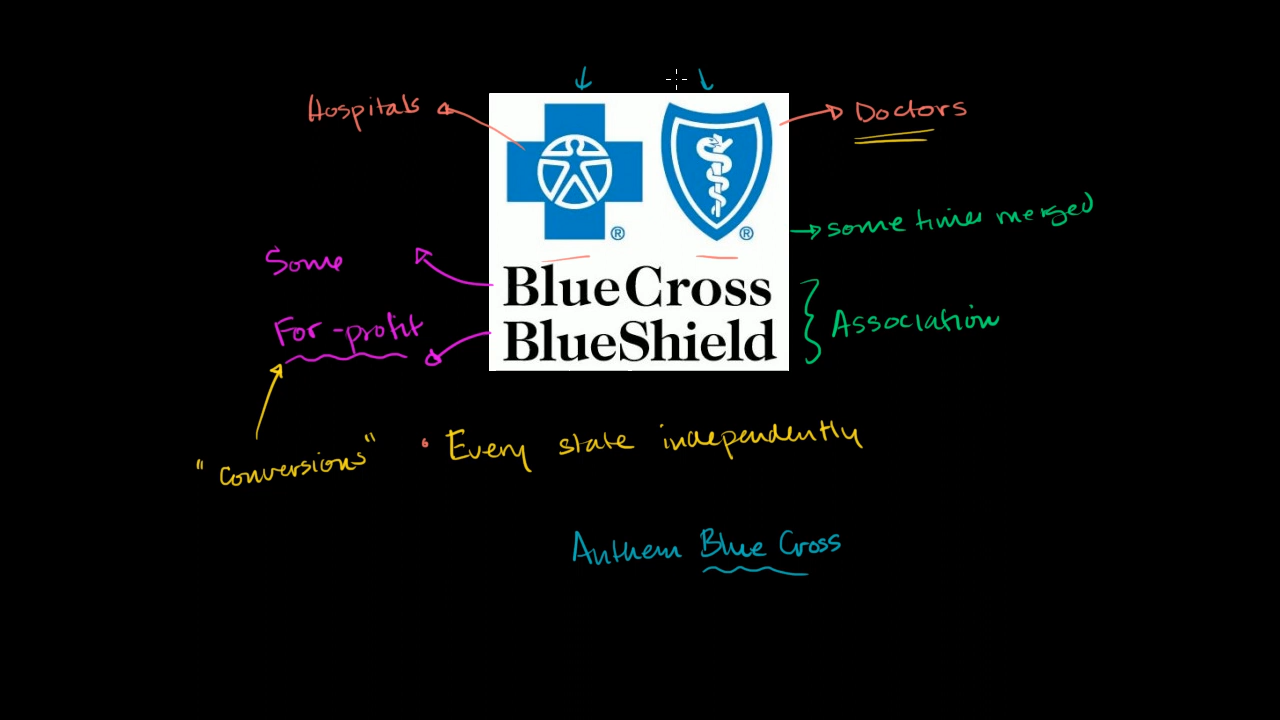 Hospitals
Doctors
some times merged
Some
BlueCross
BlueShield
® ®
For-profit
Association
"conversions"
• Every state independently
Anthem Blue Cross